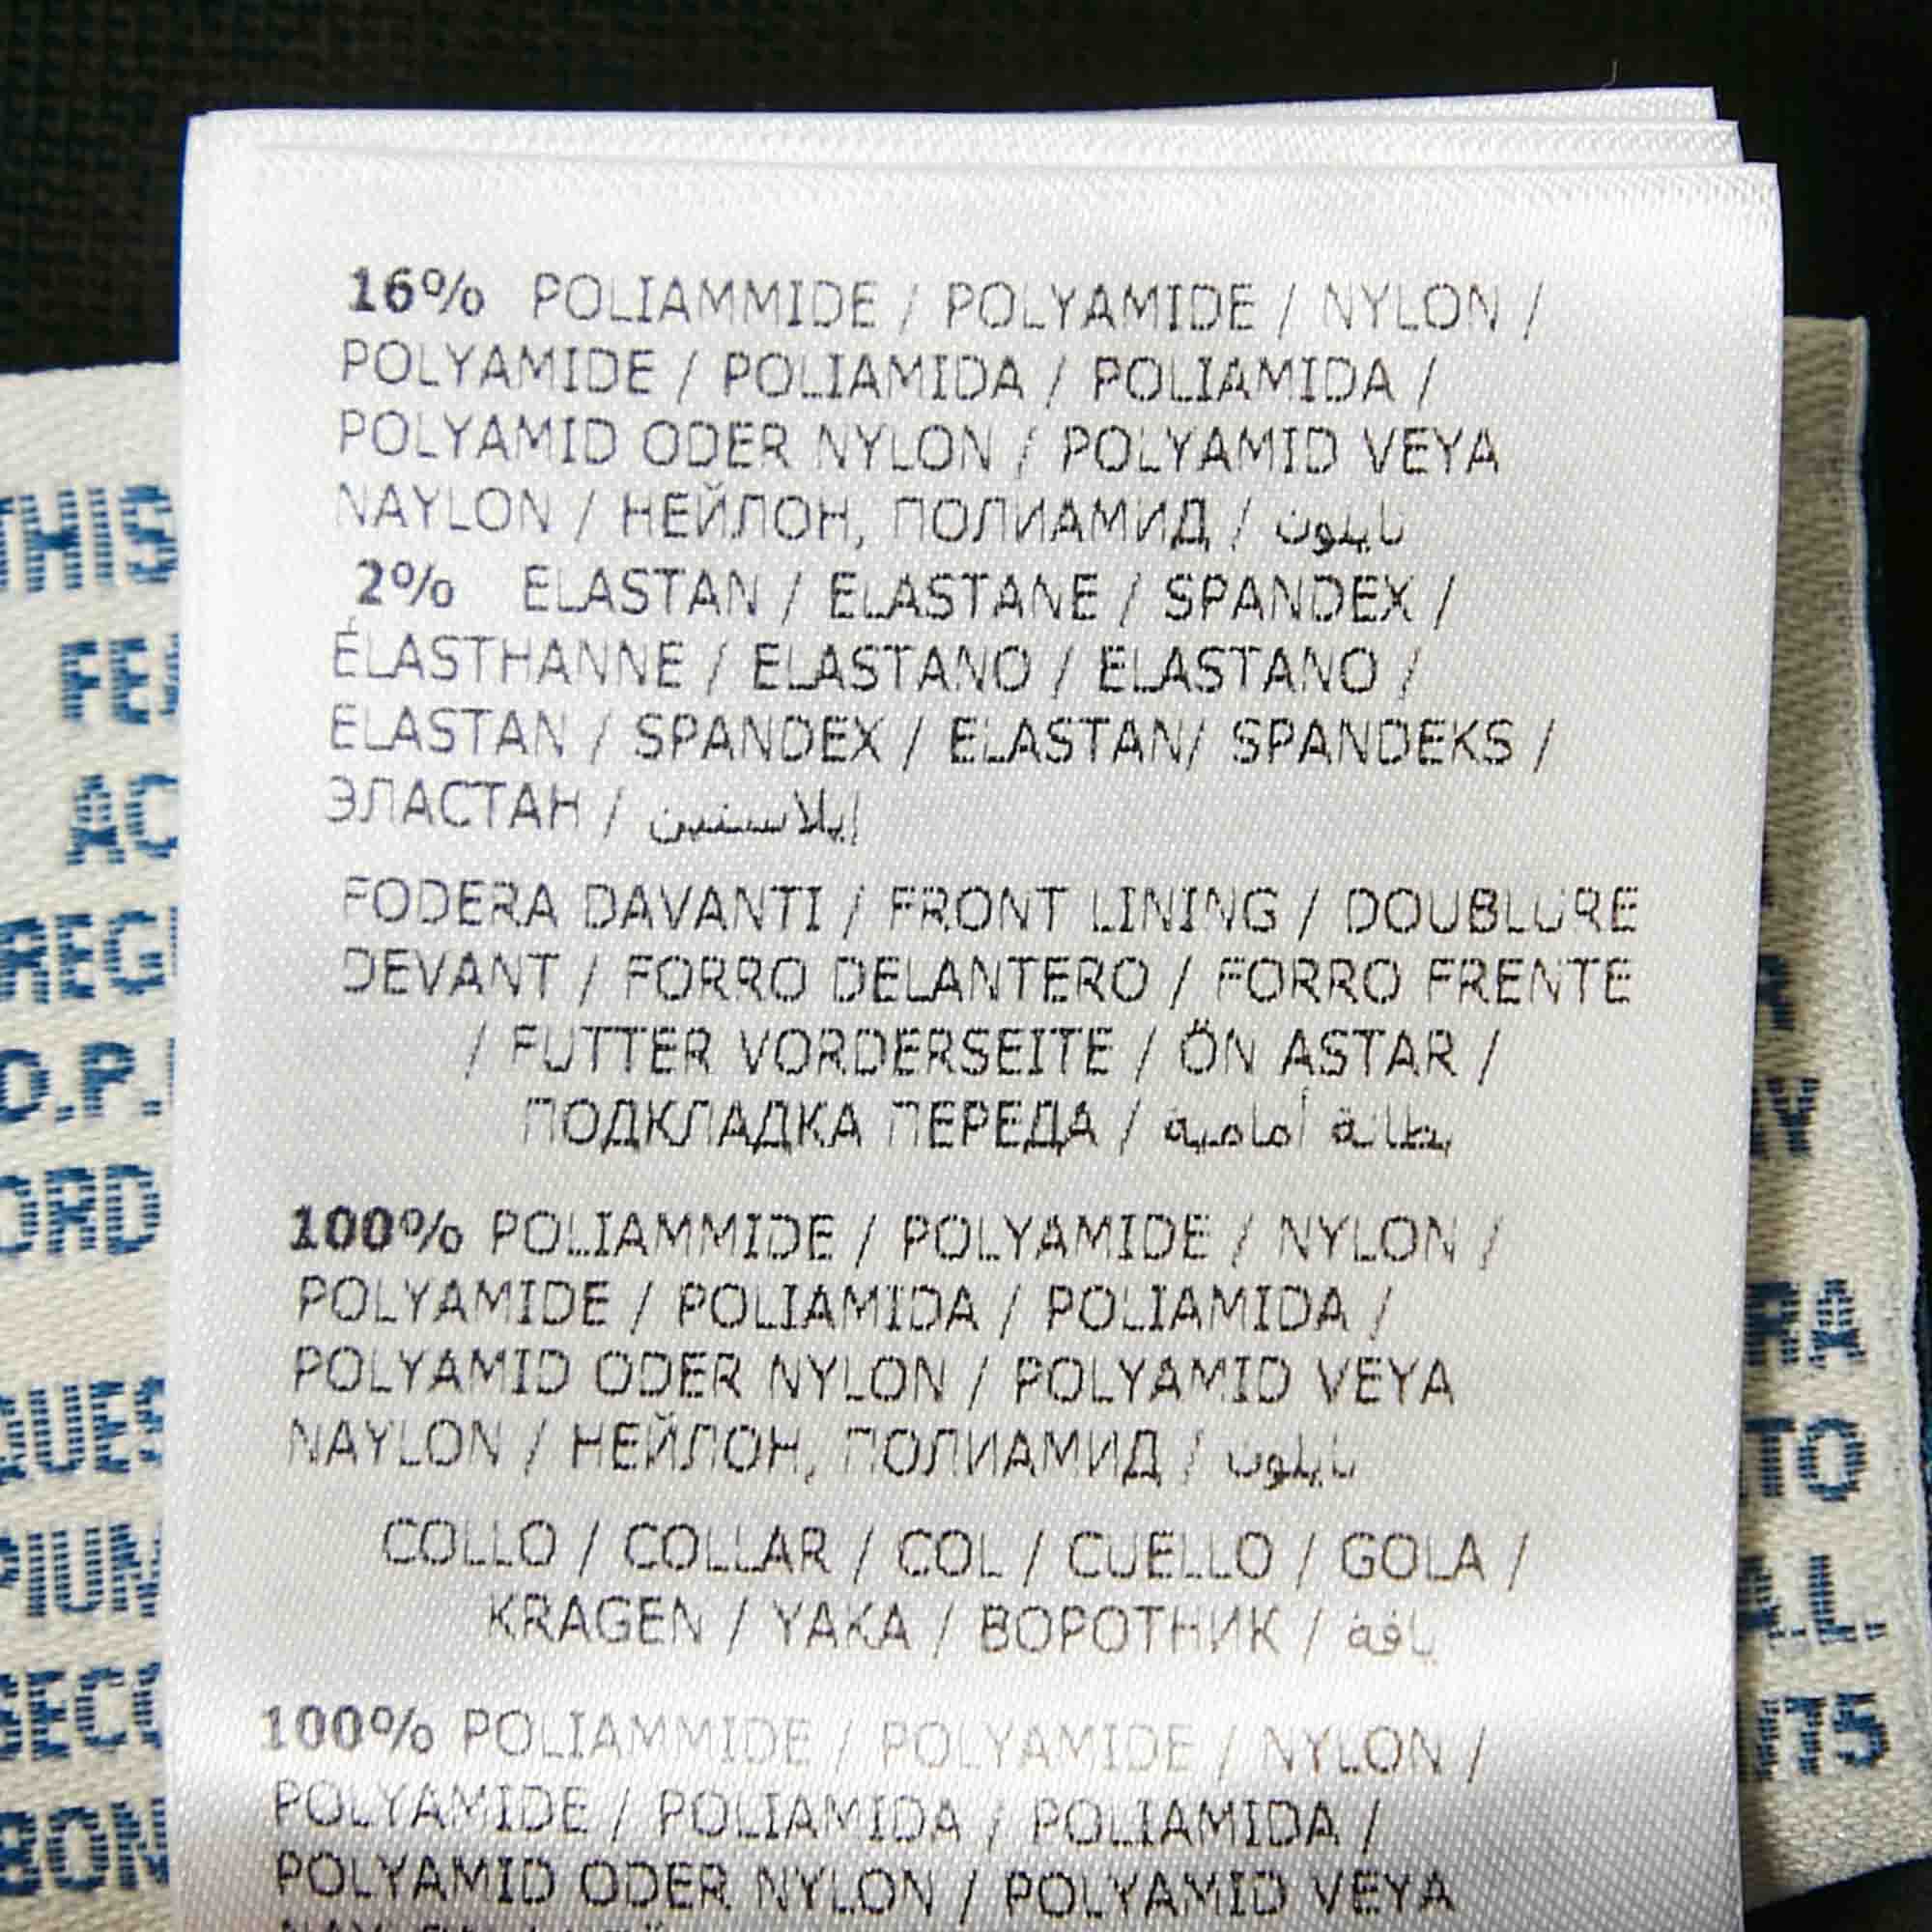 16% POLIAMMIDE / POLYAMIDE / NYLON /
POLYAMIDE / POLIAMIDA / POLIAMIDA /
POLYAMID ODER NYLON / POLYAMID VEYA
NAYLON / НЕЙЛОН, ПОЛИАМИД / نايلون
2% ELASTAN / ELASTANE / SPANDEX /
ÉLASTHANNE / ELASTANO / ELASTANO /
ELASTAN / SPANDEX / ELASTAN/ SPANDEKS /
ЭЛАСТАН / إيلاستين
FODERA DAVANTI / FRONT LINING / DOUBLURE
DEVANT / FORRO DELANTERO / FORRO FRENTE
/ FUTTER VORDERSEITE / ÖN ASTAR /
ПОДКЛАДКА ПЕРЕДА / بطانة أمامية
100% POLIAMMIDE / POLYAMIDE / NYLON /
POLYAMIDE / POLIAMIDA / POLIAMIDA /
POLYAMID ODER NYLON / POLYAMID VEYA
NAYLON / НЕЙЛОН, ПОЛИАМИД / نايلون
COLLO / COLLAR / COL / CUELLO / GOLA /
KRAGEN / YAKA / ВОРОТНИК / ياقة
100% POLIAMMIDE / POLYAMIDE / NYLON /
POLYAMIDE / POLIAMIDA / POLIAMIDA /
POLYAMID ODER NYLON / POLYAMID VEYA
THIS
O.P.
TO